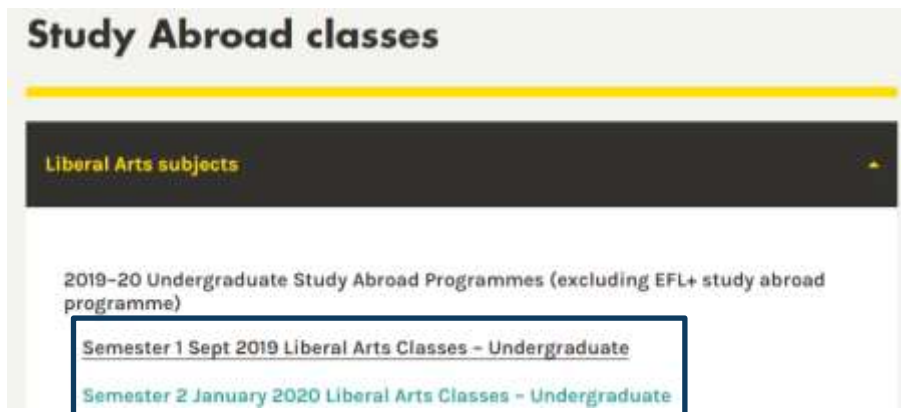 Study Abroad classes
Liberal Arts subjects
2019–20 Undergraduate Study Abroad Programmes (excluding EFL+ study abroad
programme)
Semester 1 Sept 2019 Liberal Arts Classes – Undergraduate
Semester 2 January 2020 Liberal Arts Classes – Undergraduate